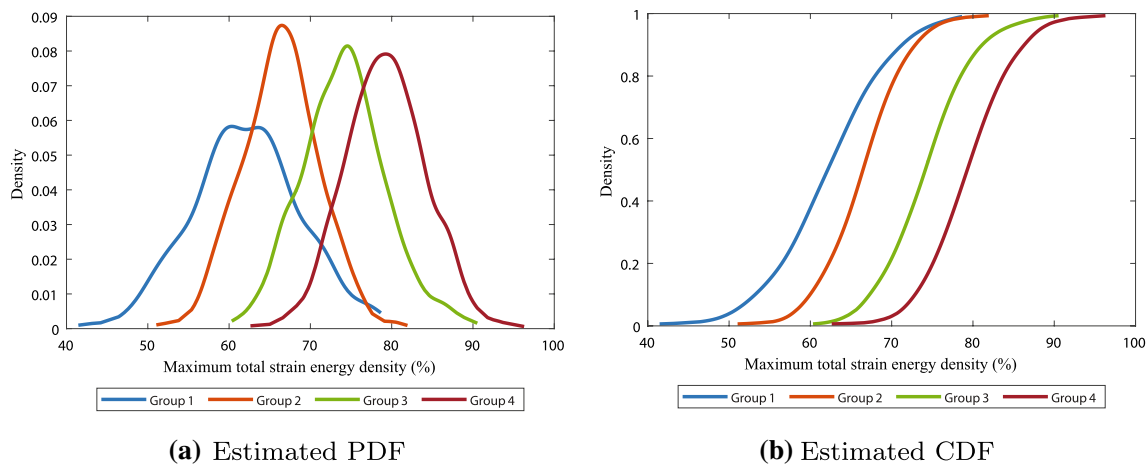 0.09
0.08
0.07
0.06
0.05
0.04
0.03
0.02
0.01
0
Density
40 50 60 70 80 90 100
Maximum total strain energy density (%)
Group 1 Group 2 Group 3 Group 4
(a) Estimated PDF
1
0.8
0.6
0.4
0.2
0
Density
40 50 60 70 80 90 100
Maximum total strain energy density (%)
Group 1 Group 2 Group 3 Group 4
(b) Estimated CDF